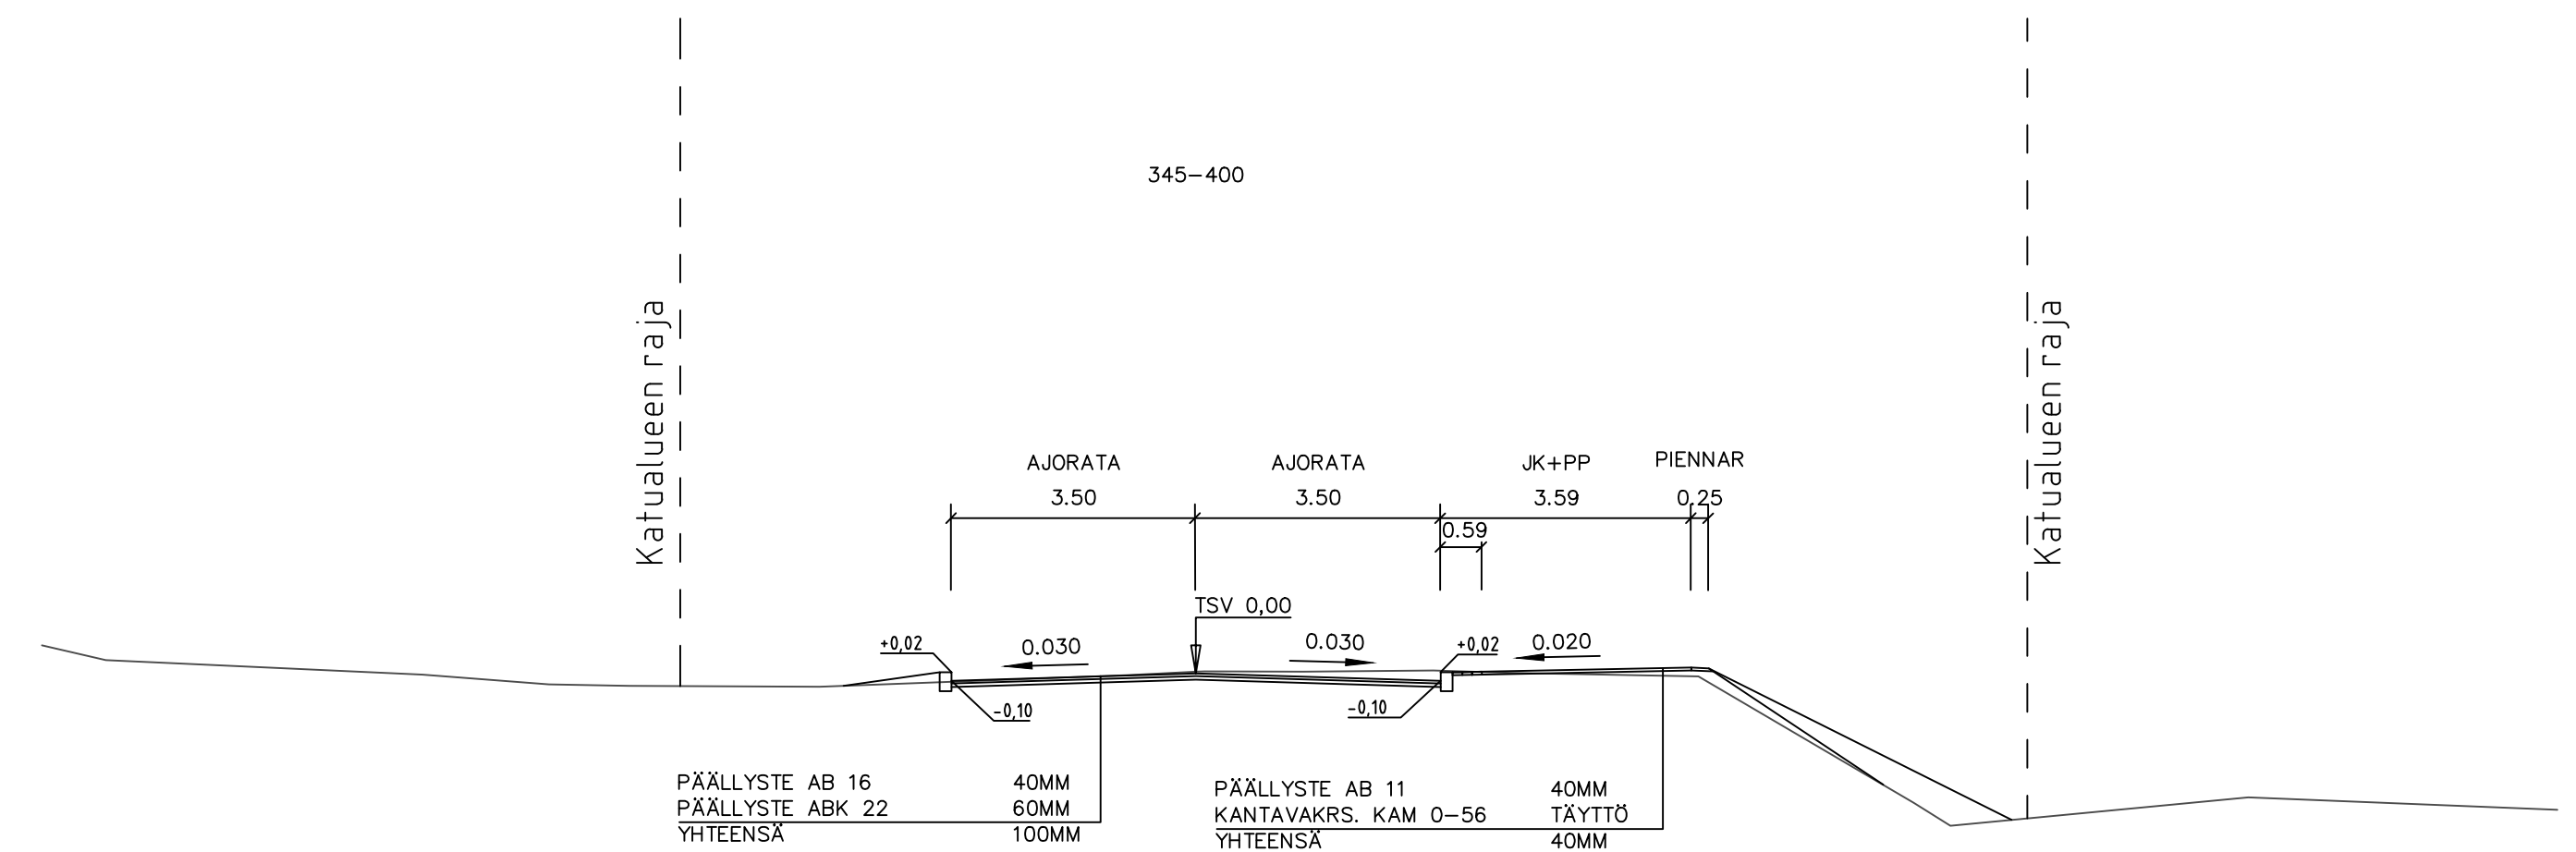 345-400
Katualueen raja
Katualueen raja
AJORATA AJORATA JK+PP PIENNAR
3.50 3.50 3.59 0.25
0.59
TSV 0,00
+0,02 0.030 0.030 +0,02 0.020
-0,10 -0,10
PÄÄLLYSTE AB 16 40MM
PÄÄLLYSTE ABK 22 60MM
YHTEENSÄ 100MM
PÄÄLLYSTE AB 11 40MM
KANTAVAKRS. KAM 0-56 TÄYTTÖ
YHTEENSÄ 40MM